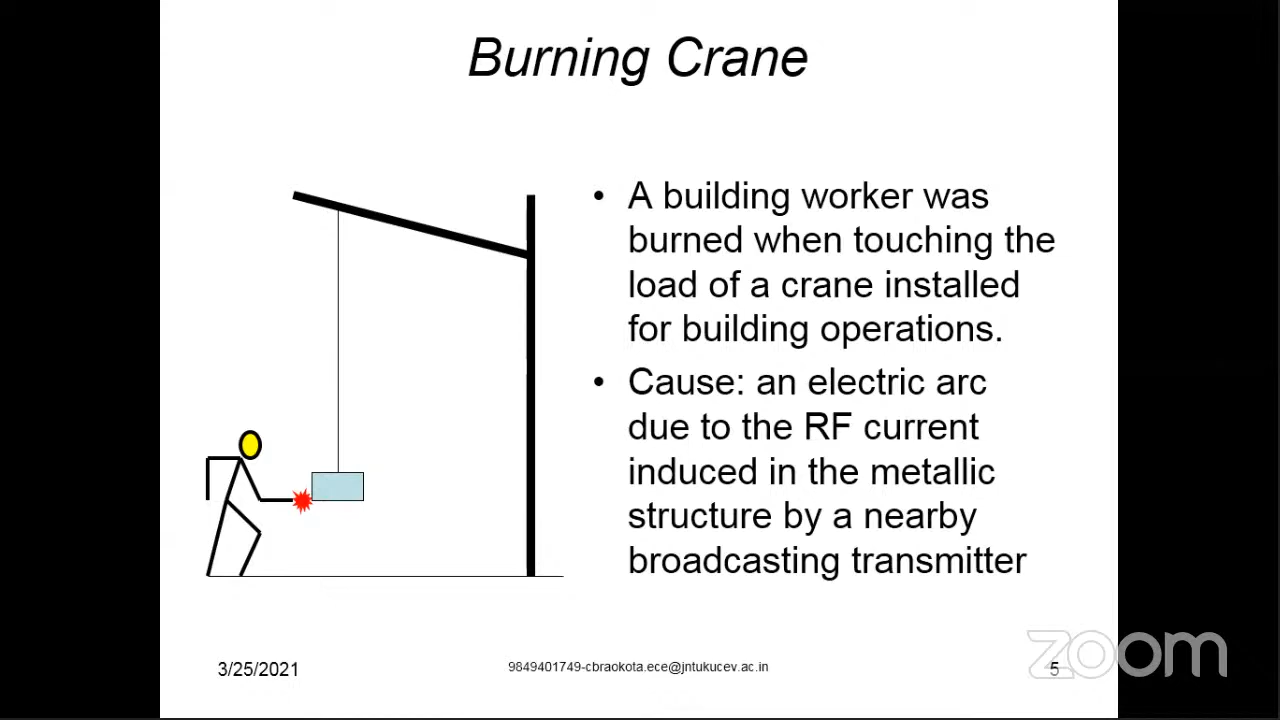 Burning Crane
• A building worker was
burned when touching the
load of a crane installed
for building operations.
• Cause: an electric arc
due to the RF current
induced in the metallic
structure by a nearby
broadcasting transmitter
3/25/2021
9849401749-cbraokota.ece@jntukucev.ac.in
5
zoom